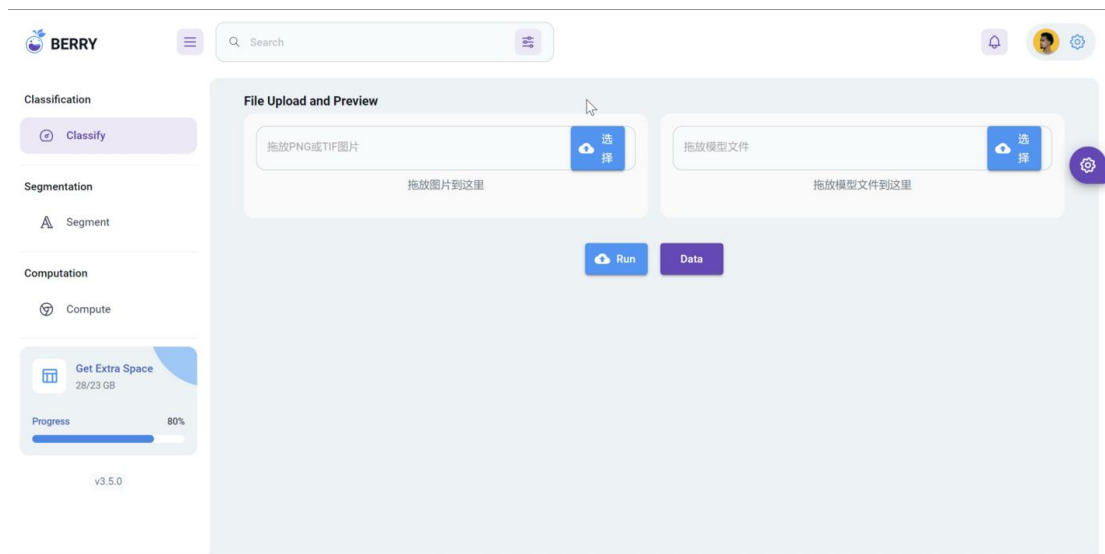 BERRY
Search
Classification
Classify
Segmentation
Segment
Computation
Compute
Get Extra Space
28/23 GB
Progress 80%
v3.5.0
File Upload and Preview
拖放PNG或TIF图片
选
择
拖放图片到这里
拖放模型文件
选
择
拖放模型文件到这里
Run
Data